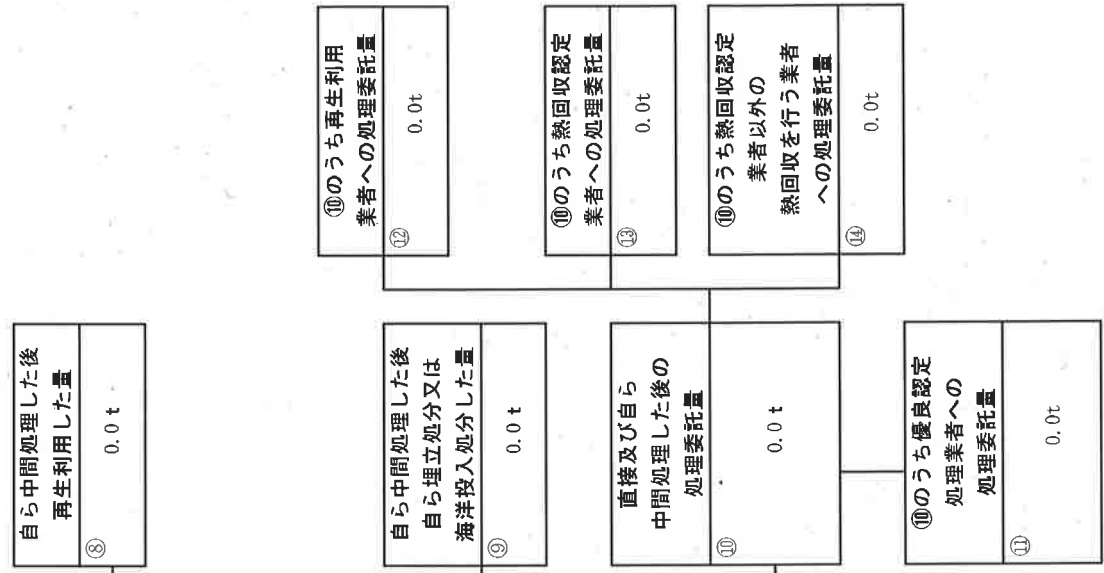 自ら中間処理した後
再生利用した量
⑧
0.0t
自ら中間処理した後
自ら埋立処分又は
海洋投入処分した量
⑨
0.0t
直接及び自ら
中間処理した後の
処理委託量
⑩
0.0t
⑩のうち優良認定
処理業者への
処理委託量
⑪
0.0t
⑩のうち再生利用
業者への処理委託量
⑫
0.0t
⑩のうち熱回収認定
業者への処理委託量
⑬
0.0t
⑩のうち熱回収認定
業者以外の
熱回収を行う業者
への処理委託量
⑭
0.0t